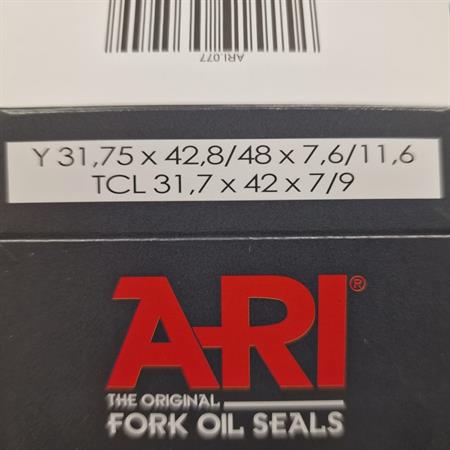 ARI.077
Y 31,75 x 42,8/48 x 7,6/11,6
TCL 31,7 x 42 x 7/9
ARI®
THE ORIGINAL
FORK OIL SEALS